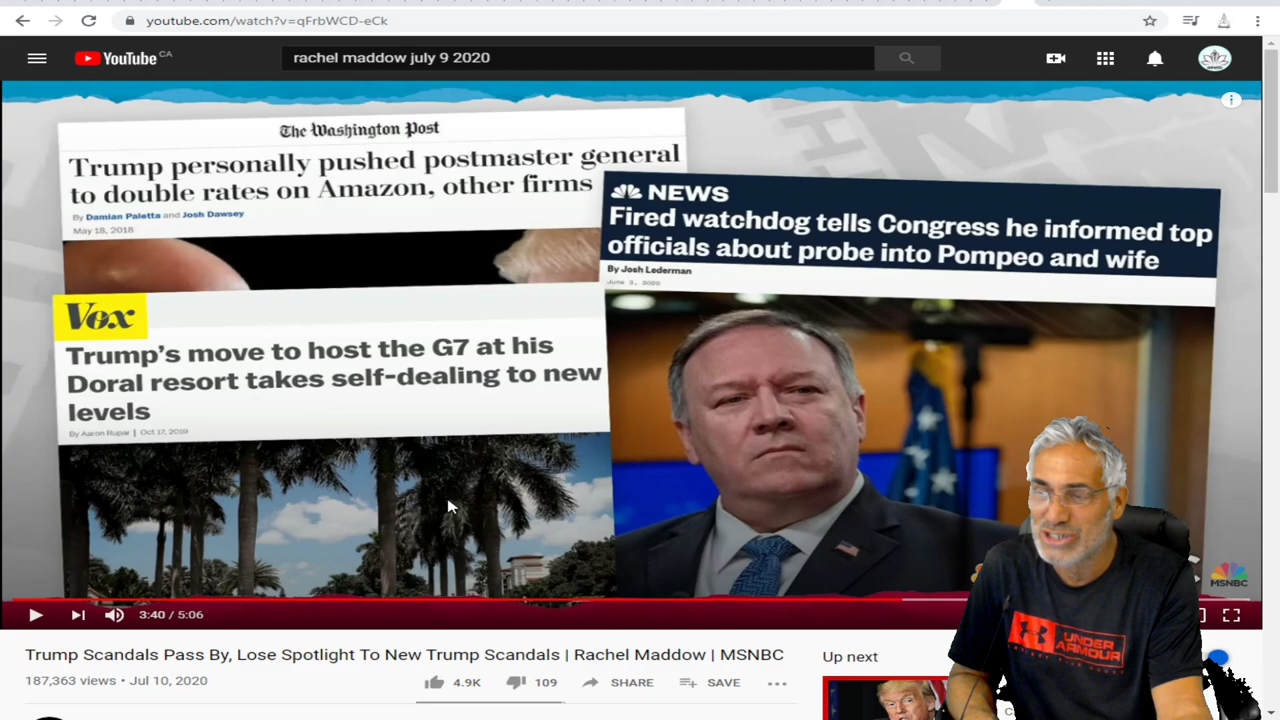 youtube.com/watch?v=qFrbWCD-eCk
YouTube CA
rachel maddow july 9 2020
The Washington Post
Trump personally pushed postmaster general
to double rates on Amazon, other firms
By Damian Paletta and Josh Dawsey
May 18, 2018
NEWS
Fired watchdog tells Congress he informed top
officials about probe into Pompeo and wife
By Josh Lederman
June 3, 2020
Vox
Trump's move to host the G7 at his
Doral resort takes self-dealing to new
levels
By Aaron Rupar | Oct 17, 2019
MSNBC
3:40 / 5:06
UNDER ARMOUR
Trump Scandals Pass By, Lose Spotlight T w Trump Scandals | Rachel Maddow | MSNBC
Up next
187,363 views • Jul 10, 2020
4.9K
109
SHARE
SAVE